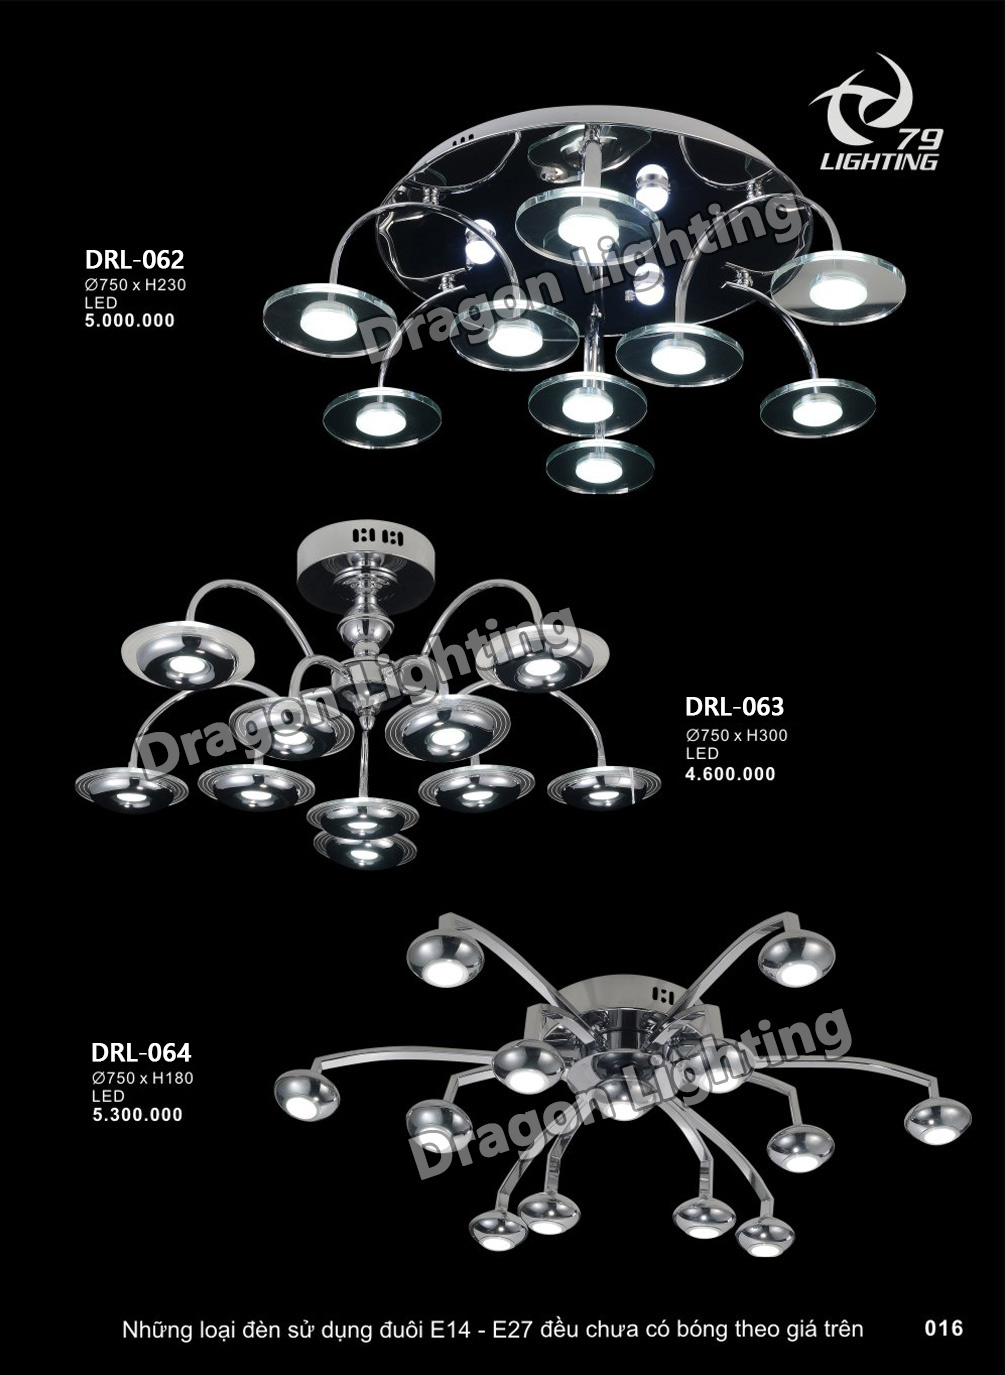 79
LIGHTING
DRL-062
Ø750 x H230
LED
5.000.000
Dragon Lighting
DRL-063
Ø750 x H300
LED
4.600.000
Dragon Lighting
DRL-064
Ø750 x H180
LED
5.300.000
Dragon Lighting
Những loại đèn sử dụng đuôi E14 - E27 đều chưa có bóng theo giá trên
016